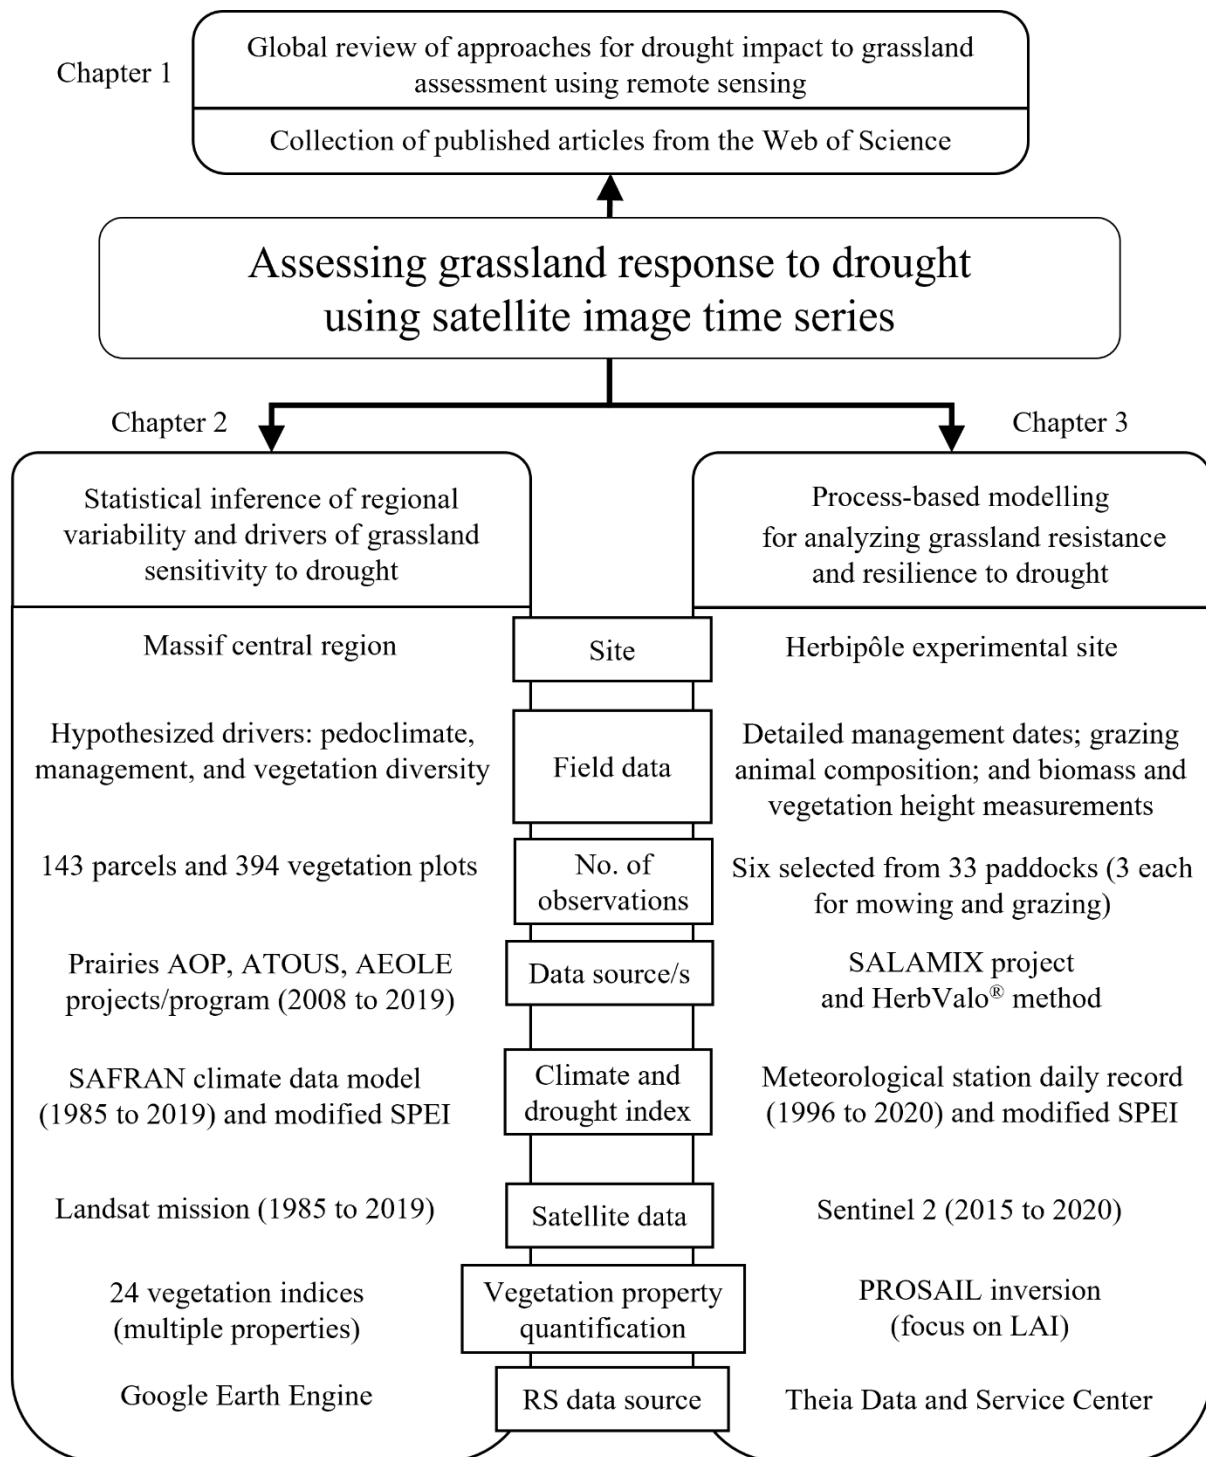 Chapter 1
Global review of approaches for drought impact to grassland
assessment using remote sensing
Collection of published articles from the Web of Science
Assessing grassland response to drought
using satellite image time series
Chapter 2
Chapter 3
Statistical inference of regional
variability and drivers of grassland
sensitivity to drought
Process-based modelling
for analyzing grassland resistance
and resilience to drought
Massif central region
Site
Herbipôle experimental site
Hypothesized drivers: pedoclimate,
management, and vegetation diversity
Field data
Detailed management dates; grazing
animal composition; and biomass and
vegetation height measurements
143 parcels and 394 vegetation plots
No. of
observations
Six selected from 33 paddocks (3 each
for mowing and grazing)
Prairies AOP, ATOUS, AEOLE
projects/program (2008 to 2019)
Data source/s
SALAMIX project
and HerbValo® method
SAFRAN climate data model
(1985 to 2019) and modified SPEI
Climate and
drought index
Meteorological station daily record
(1996 to 2020) and modified SPEI
Landsat mission (1985 to 2019)
Satellite data
Sentinel 2 (2015 to 2020)
24 vegetation indices
(multiple properties)
Vegetation property
quantification
PROSAIL inversion
(focus on LAI)
Google Earth Engine
RS data source
Theia Data and Service Center